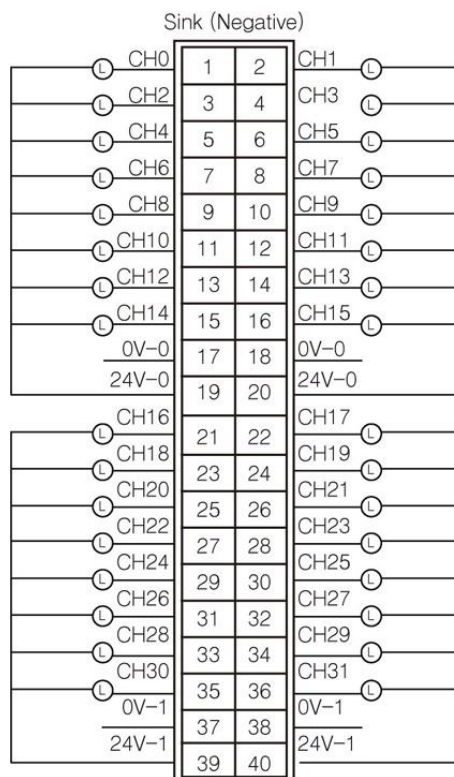 Sink (Negative)
CH0 1 2 CH1
L L
CH2 3 4 CH3
L L
CH4 5 6 CH5
L L
CH6 7 8 CH7
L L
CH8 9 10 CH9
L L
CH10 11 12 CH11
L L
CH12 13 14 CH13
L L
CH14 15 16 CH15
L L
0V-0 17 18 0V-0
24V-0 19 20 24V-0
CH16 21 22 CH17
L L
CH18 23 24 CH19
L L
CH20 25 26 CH21
L L
CH22 27 28 CH23
L L
CH24 29 30 CH25
L L
CH26 31 32 CH27
L L
CH28 33 34 CH29
L L
CH30 35 36 CH31
L L
0V-1 37 38 0V-1
24V-1 39 40 24V-1